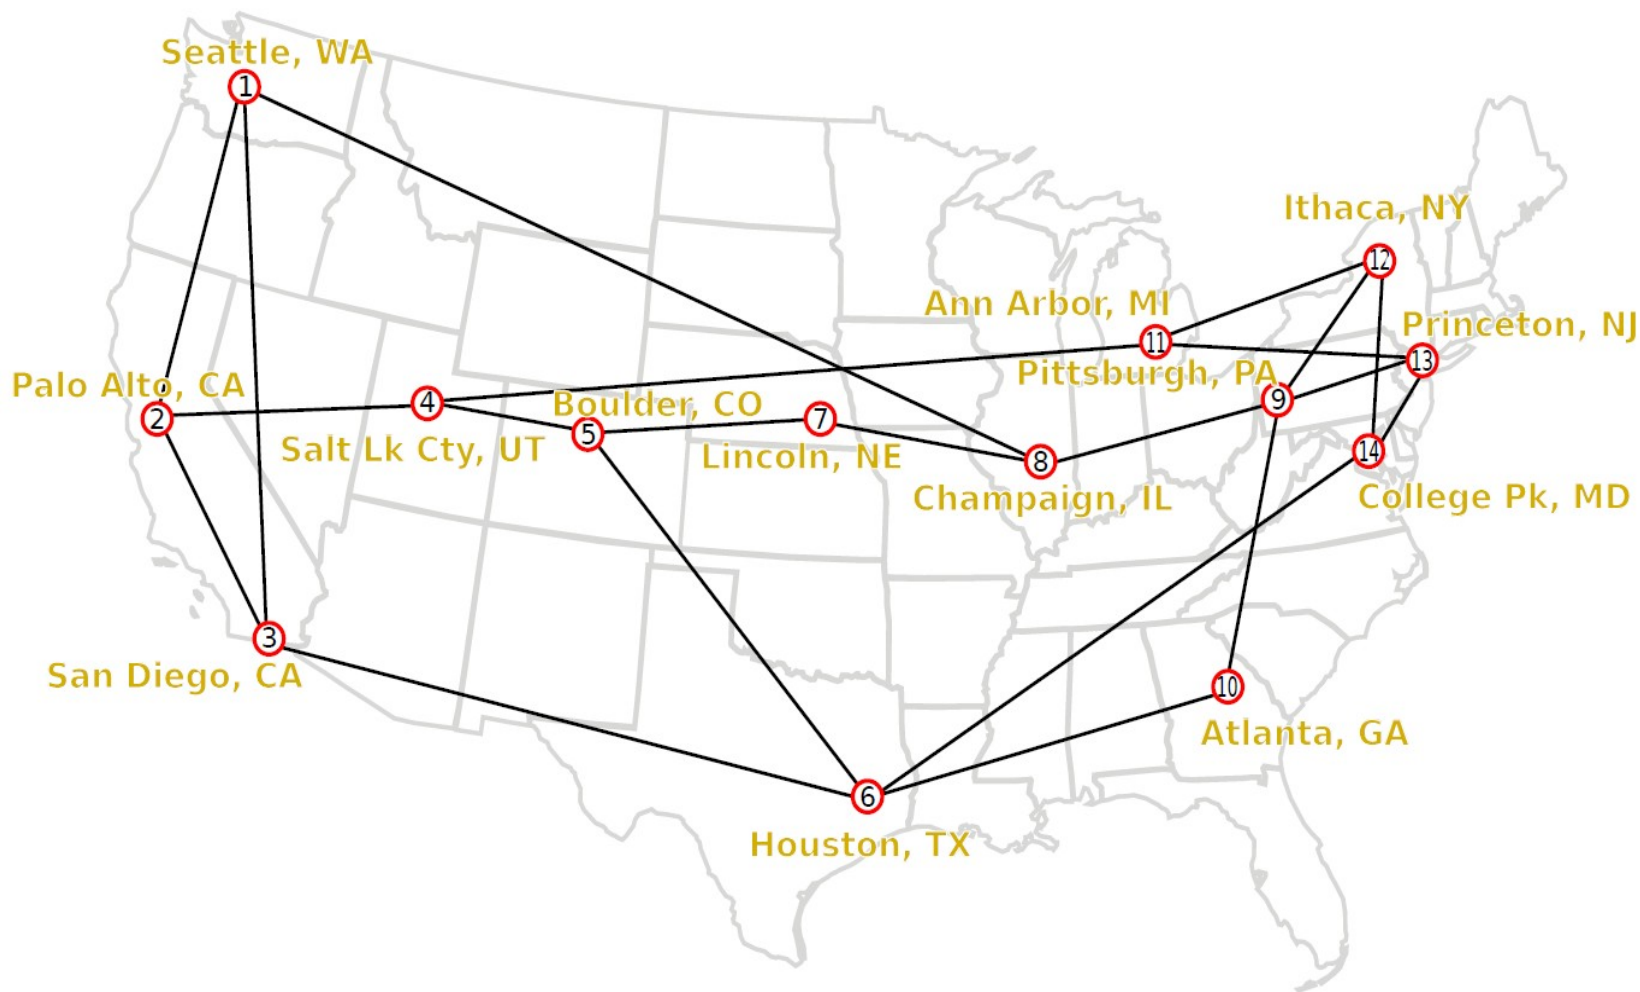 Seattle, WA
1
Ithaca, NY
12
Ann Arbor, MI
11
Princeton, NJ
13
Pittsburgh, PA
9
Palo Alto, CA
2
4
Salt Lk Cty, UT
Boulder, CO
5
7
Lincoln, NE
8
Champaign, IL
14
College Pk, MD
3
San Diego, CA
10
Atlanta, GA
6
Houston, TX